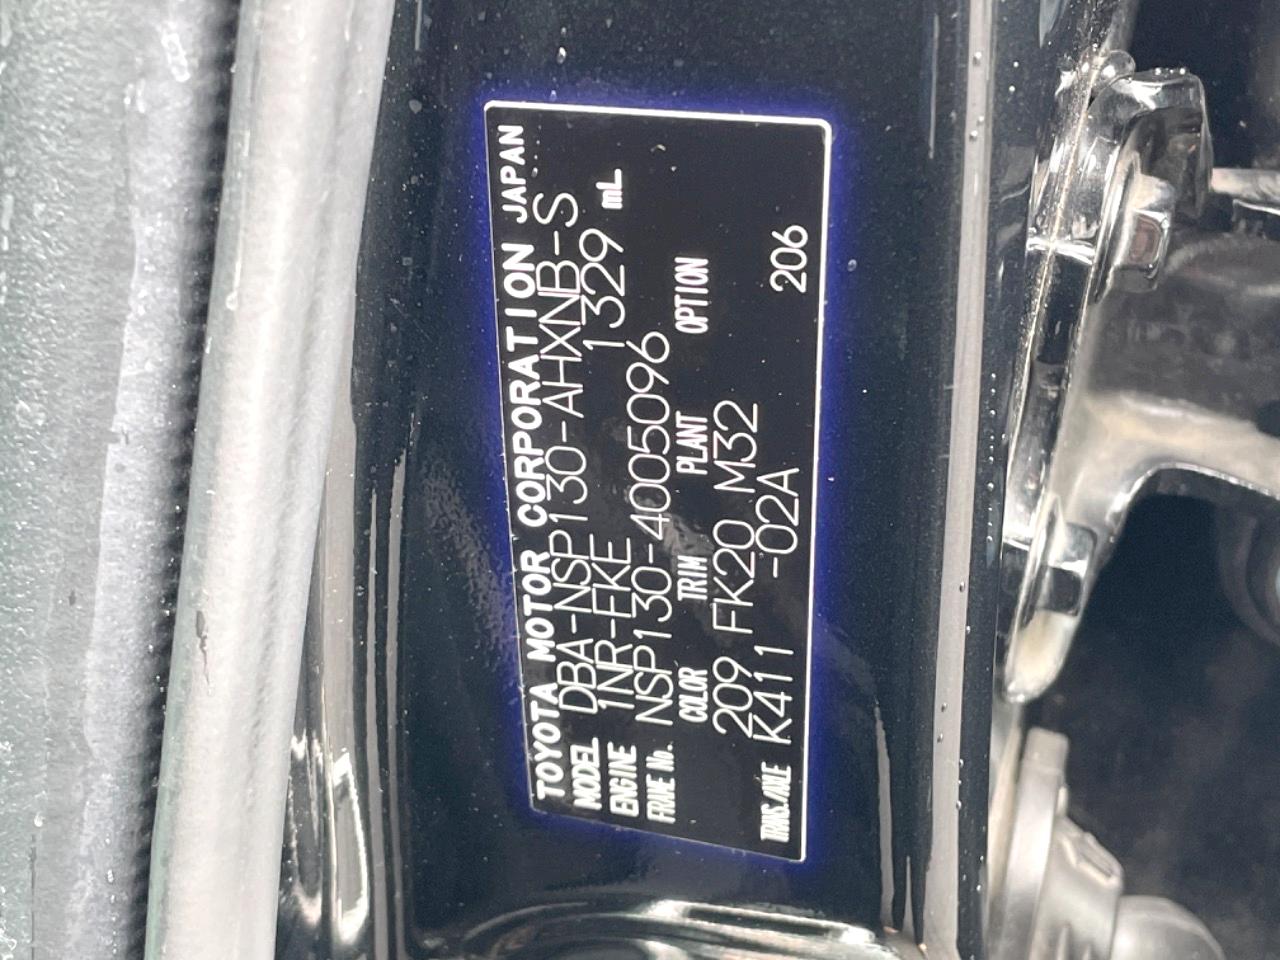 TOYOTA MOTOR CORPORATION JAPAN
MODEL DBA-NSP130-AHXNB-S
ENGINE 1NR-FKE 1329 mL
FRAME No. NSP130-4005096
COLOR TRIM PLANT OPTION
209 FK20 M32
TRANS./AXLE K411 -02A 206